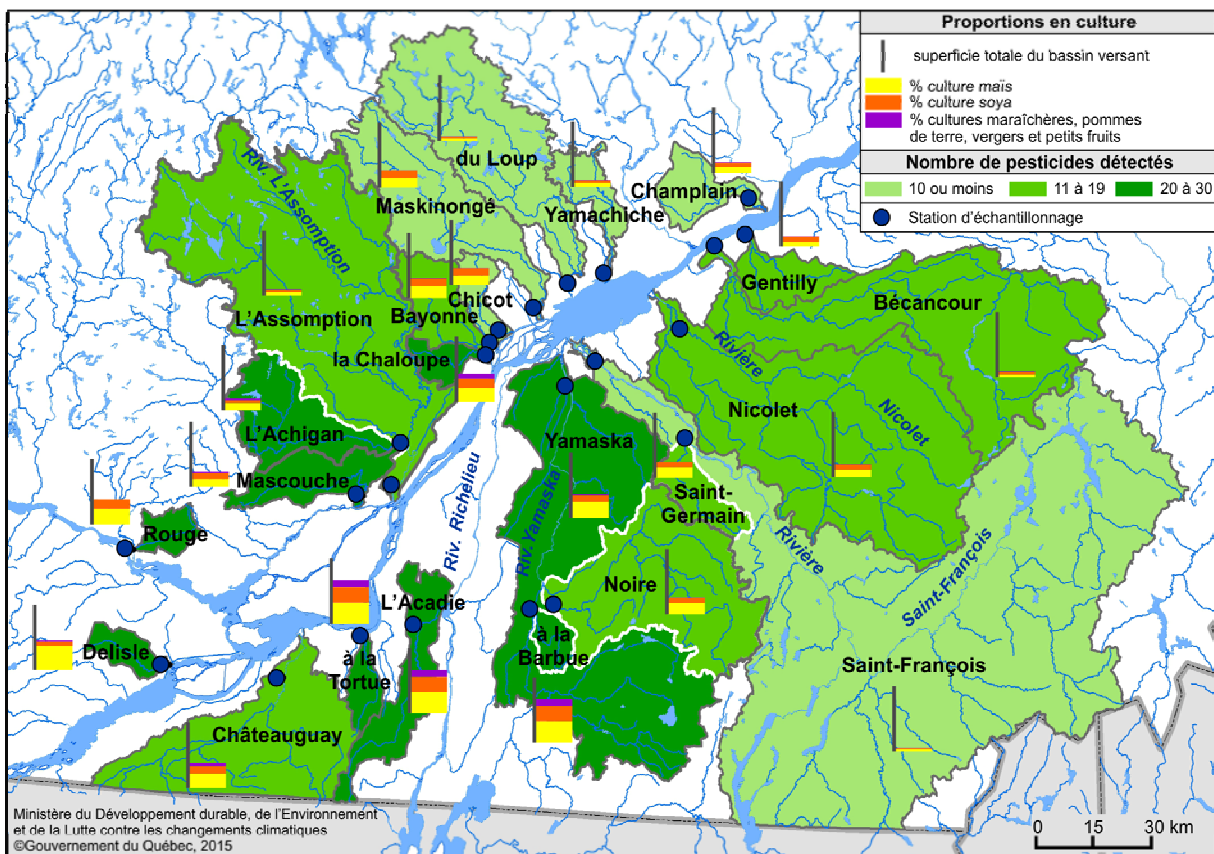 Proportions en culture
superficie totale du bassin versant
% culture maïs
% culture soya
% cultures maraîchères, pommes
de terre, vergers et petits fruits
Nombre de pesticides détectés
10 ou moins
11 à 19
20 à 30
Station d'échantillonnage
du Loup
Maskinongé
Yamachiche
Champlain
Riv. L'Assomption
L'Assomption
Chicot
Bayonne
la Chaloupe
Gentilly
Bécancour
Rivière
Nicolet
Nicolet
L'Achigan
Mascouche
Rouge
Delisle
Yamaska
Riv. Richelieu
Riv. Yamaska
Saint-
Germain
Rivière
Saint-François
Noire
L'Acadie
à la
Tortue
à la
Barbue
Châteauguay
Saint-François
Ministère du Développement durable, de l'Environnement
et de la Lutte contre les changements climatiques
©Gouvernement du Québec, 2015
0 15 30 km